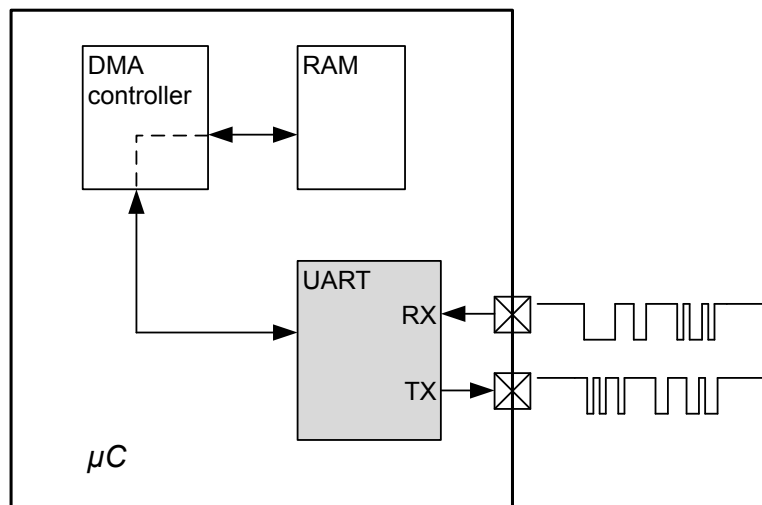 DMA
controller
RAM
UART
RX
TX
µC